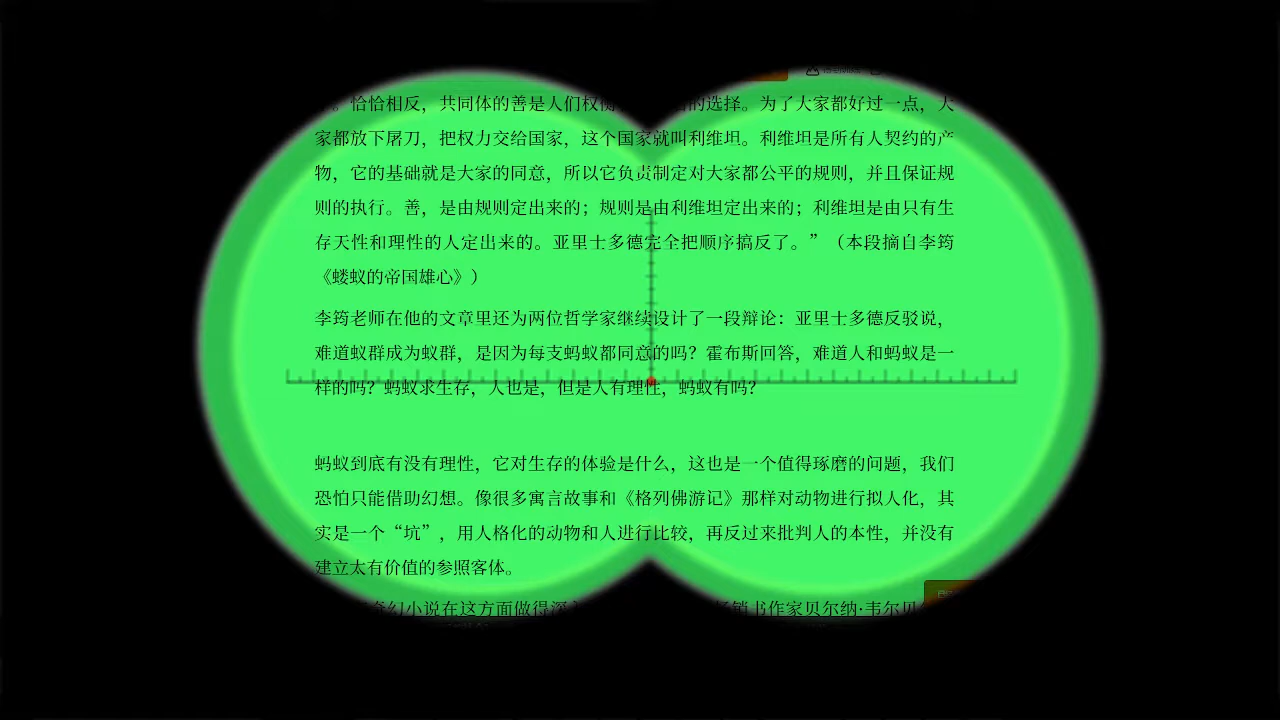 恰恰相反，共同体的善是人们权衡的选择。为了大家都好过一点，大
家都放下屠刀，把权力交给国家，这个国家就叫利维坦。利维坦是所有人契约的产
物，它的基础就是大家的同意，所以它负责制定对大家都公平的规则，并且保证规
则的执行。善，是由规则定出来的；规则是由利维坦定出来的；利维坦是由只有生
存天性和理性的人定出来的。亚里士多德完全把顺序搞反了。”（本段摘自李筠
《蝼蚁的帝国雄心》）
李筠老师在他的文章里还为两位哲学家继续设计了一段辩论：亚里士多德反驳说，
难道蚁群成为蚁群，是因为每支蚂蚁都同意的吗？霍布斯回答，难道人和蚂蚁是一
样的吗？蚂蚁求生存，人也是，但是人有理性，蚂蚁有吗？
蚂蚁到底有没有理性，它对生存的体验是什么，这也是一个值得琢磨的问题，我们
恐怕只能借助幻想。像很多寓言故事和《格列佛游记》那样对动物进行拟人化，其
实是一个“坑”，用人格化的动物和人进行比较，再反过来批判人的本性，并没有
建立太有价值的参照客体。
奇幻小说在这方面做得深 畅销书作家贝尔纳·韦尔贝